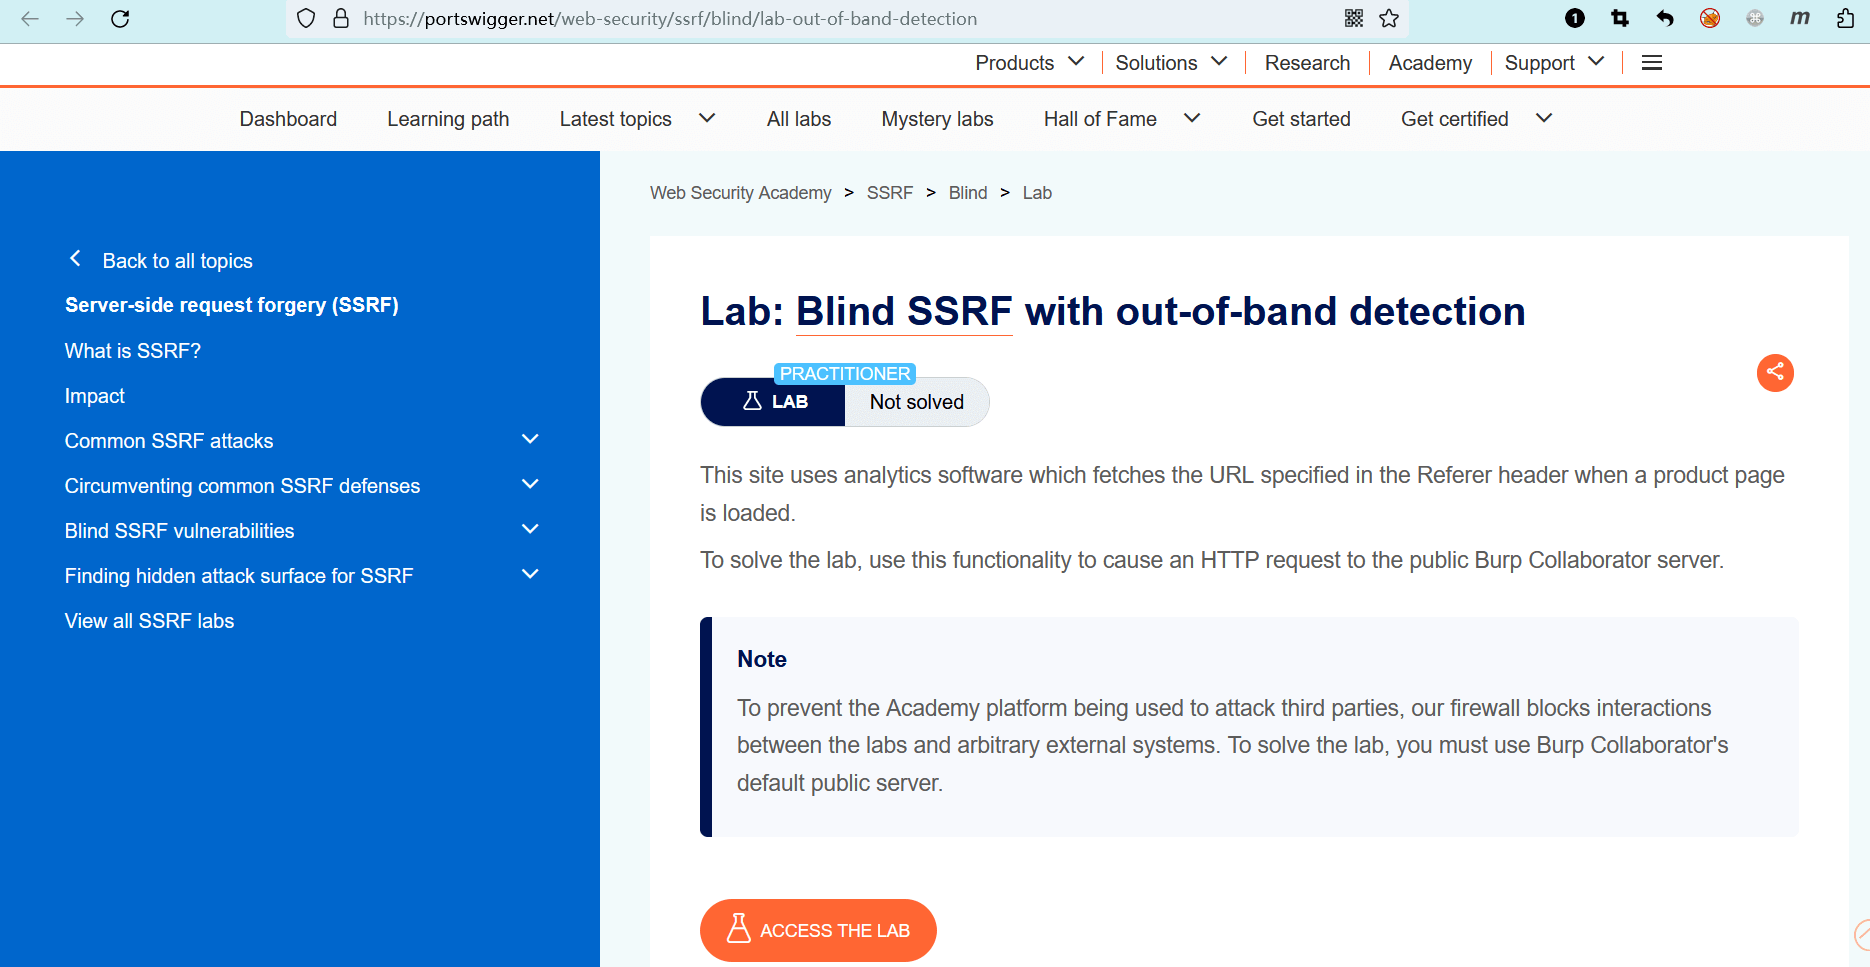 https://portswigger.net/web-security/ssrf/blind/lab-out-of-band-detection
1
m
Products
Solutions
Research
Academy
Support
Dashboard
Learning path
Latest topics
All labs
Mystery labs
Hall of Fame
Get started
Get certified
Back to all topics
Server-side request forgery (SSRF)
What is SSRF?
Impact
Common SSRF attacks
Circumventing common SSRF defenses
Blind SSRF vulnerabilities
Finding hidden attack surface for SSRF
View all SSRF labs
Web Security Academy > SSRF > Blind > Lab
Lab: Blind SSRF with out-of-band detection
PRACTITIONER
LAB
Not solved
This site uses analytics software which fetches the URL specified in the Referer header when a product page
is loaded.
To solve the lab, use this functionality to cause an HTTP request to the public Burp Collaborator server.
Note
To prevent the Academy platform being used to attack third parties, our firewall blocks interactions
between the labs and arbitrary external systems. To solve the lab, you must use Burp Collaborator's
default public server.
ACCESS THE LAB